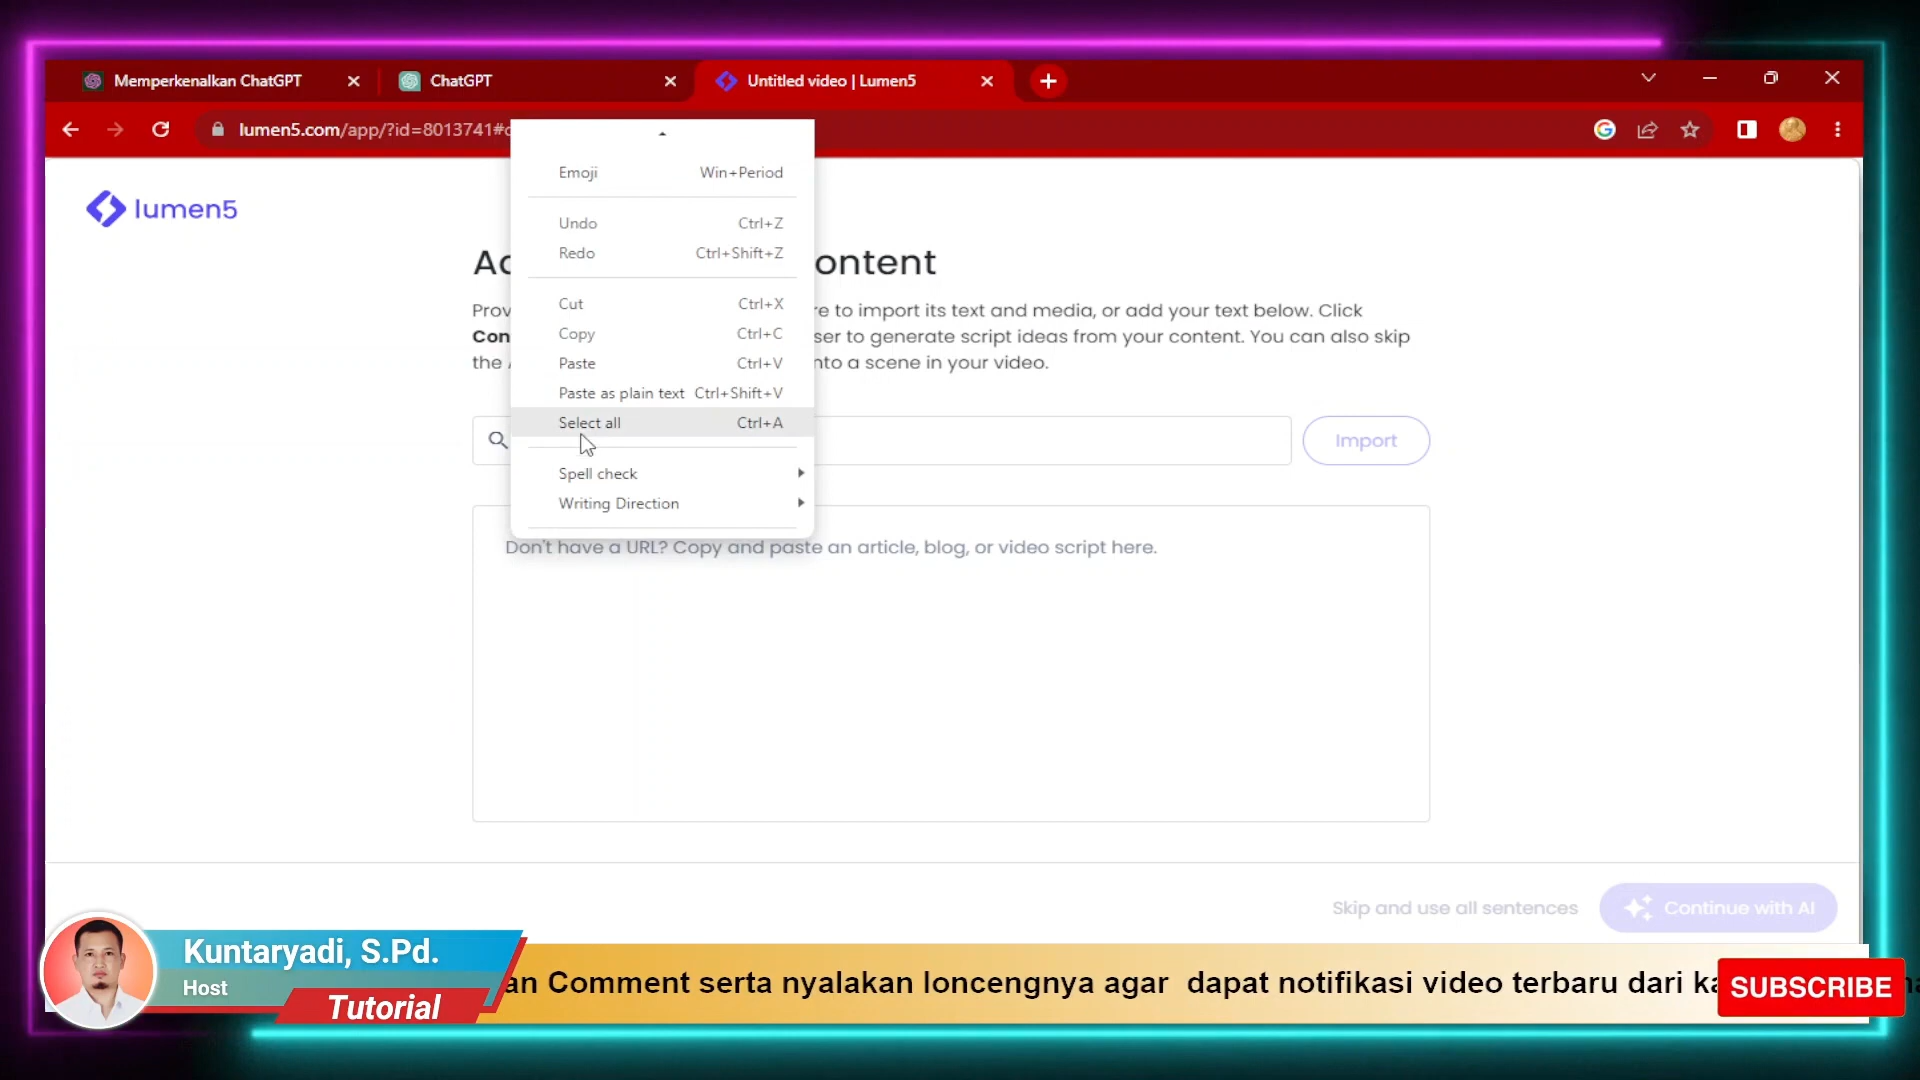 Memperkenalkan ChatGPT
ChatGPT
Untitled video | Lumen5
lumen5.com/app/?id=8013741#c
lumen5
Emoji Win+Period
Undo Ctrl+Z
Redo Ctrl+Shift+Z
Cut Ctrl+X
Copy Ctrl+C
Paste Ctrl+V
Paste as plain text Ctrl+Shift+V
Select all Ctrl+A
Spell check
Writing Direction
Ad ontent
Prov re to import its text and media, or add your text below. Click
Con ser to generate script ideas from your content. You can also skip
the nto a scene in your video.
Import
Don't have a URL? Copy and paste an article, blog, or video script here.
Skip and use all sentences
Continue with AI
Kuntaryadi, S.Pd.
Host
Tutorial
an Comment serta nyalakan loncengnya agar dapat notifikasi video terbaru dari ka
SUBSCRIBE